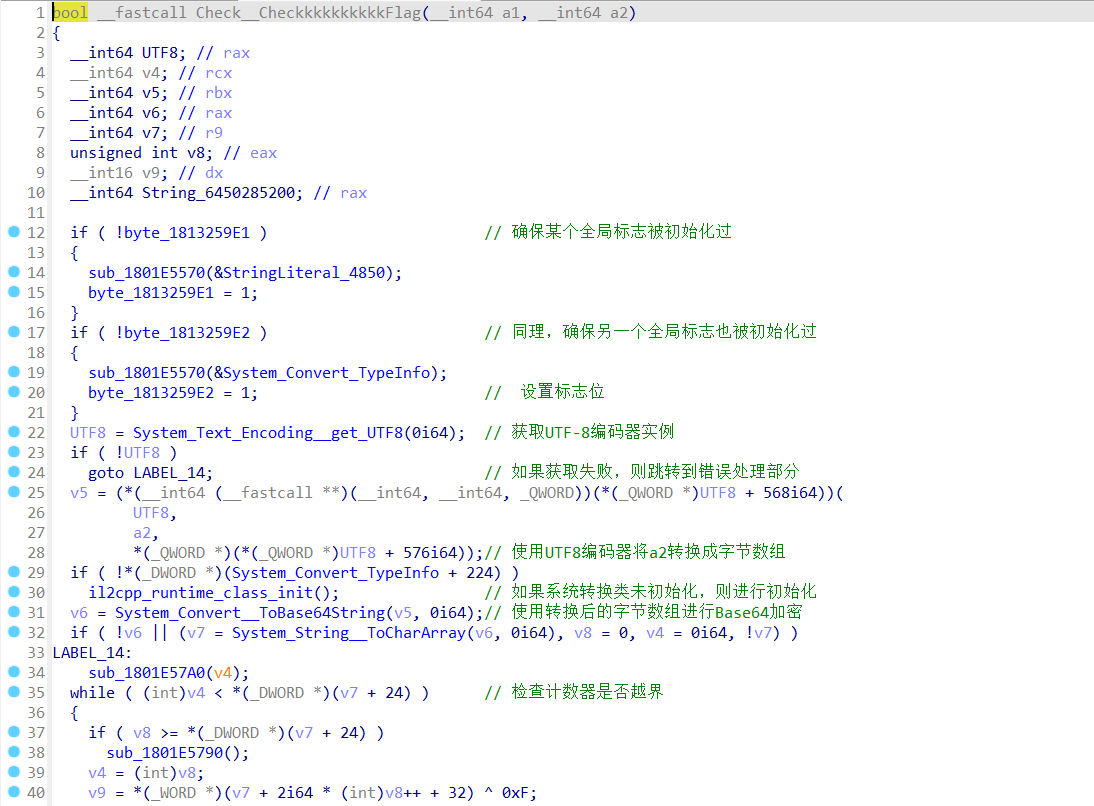 1 bool __fastcall Check__CheckkkkkkkkkkFlag(__int64 a1, __int64 a2)
2 {
3 __int64 UTF8; // rax
4 __int64 v4; // rcx
5 __int64 v5; // rbx
6 __int64 v6; // rax
7 __int64 v7; // r9
8 unsigned int v8; // eax
9 __int16 v9; // dx
10 __int64 String_6450285200; // rax
11
12 if ( !byte_1813259E1 ) // 确保某个全局标志被初始化过
13 {
14 sub_1801E5570(&StringLiteral_4850);
15 byte_1813259E1 = 1;
16 }
17 if ( !byte_1813259E2 ) // 同理，确保另一个全局标志也被初始化过
18 {
19 sub_1801E5570(&System_Convert_TypeInfo);
20 byte_1813259E2 = 1; // 设置标志位
21 }
22 UTF8 = System_Text_Encoding__get_UTF8(0i64); // 获取UTF-8编码器实例
23 if ( !UTF8 )
24 goto LABEL_14; // 如果获取失败，则跳转到错误处理部分
25 v5 = (*(__int64 (__fastcall **)(__int64, __int64, _QWORD))(*(_QWORD *)UTF8 + 568i64))(
26 UTF8,
27 a2,
28 *(_QWORD *)(*(_QWORD *)UTF8 + 576i64));// 使用UTF8编码器将a2转换成字节数组
29 if ( !*(_DWORD *)(System_Convert_TypeInfo + 224) )
30 il2cpp_runtime_class_init(); // 如果系统转换类未初始化，则进行初始化
31 v6 = System_Convert__ToBase64String(v5, 0i64);// 使用转换后的字节数组进行Base64加密
32 if ( !v6 || (v7 = System_String__ToCharArray(v6, 0i64), v8 = 0, v4 = 0i64, !v7) )
33 LABEL_14:
34 sub_1801E57A0(v4);
35 while ( (int)v4 < *(_DWORD *)(v7 + 24) ) // 检查计数器是否越界
36 {
37 if ( v8 >= *(_DWORD *)(v7 + 24) )
38 sub_1801E5790();
39 v4 = (int)v8;
40 v9 = *(_WORD *)(v7 + 2i64 * (int)v8++ + 32) ^ 0xF;